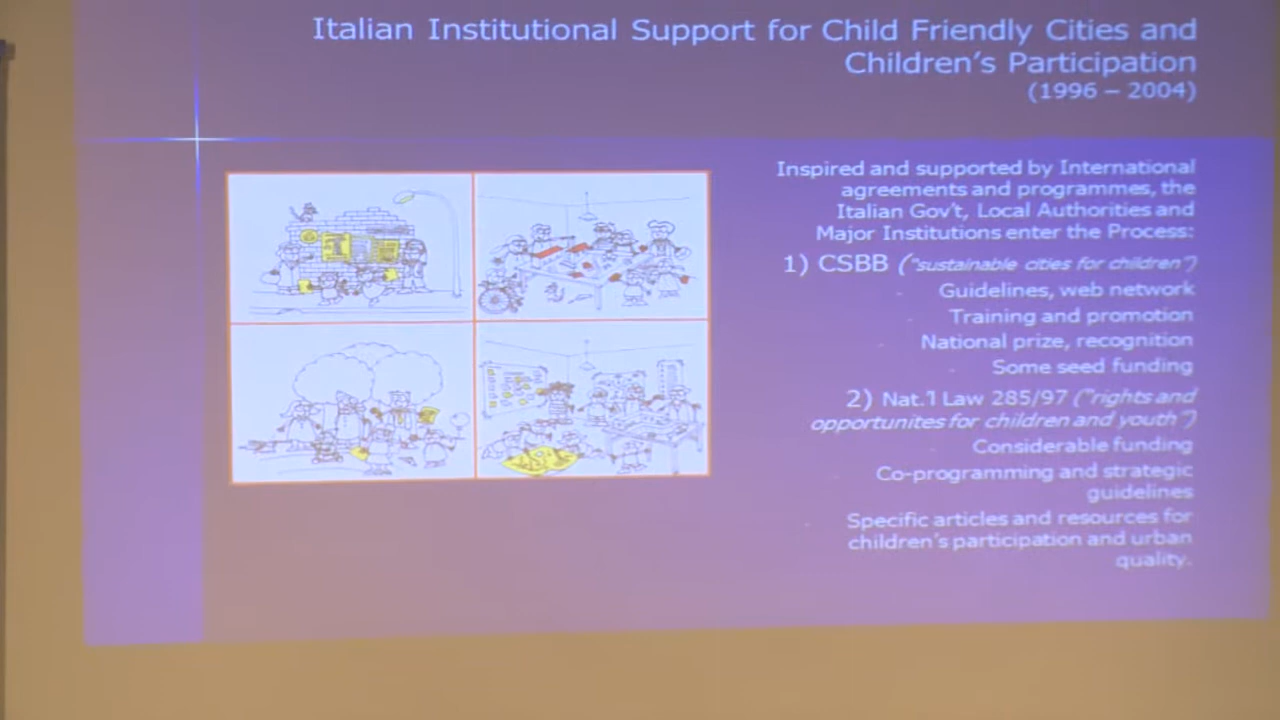 Italian Institutional Support for Child Friendly Cities and
Children's Participation
(1996 – 2004)
Inspired and supported by International
agreements and programmes, the
Italian Gov't, Local Authorities and
Major Institutions enter the Process:
1) CSBB ("sustainable cities for children")
Guidelines, web network
Training and promotion
National prize, recognition
Some seed funding
2) Nat.l Law 285/97 ("rights and
opportunites for children and youth")
Considerable funding
Co-programming and strategic
guidelines
Specific articles and resources for
children's participation and urban
quality.